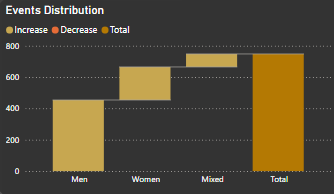 Events Distribution
Increase Decrease Total
800
600
400
200
0
Men Women Mixed Total